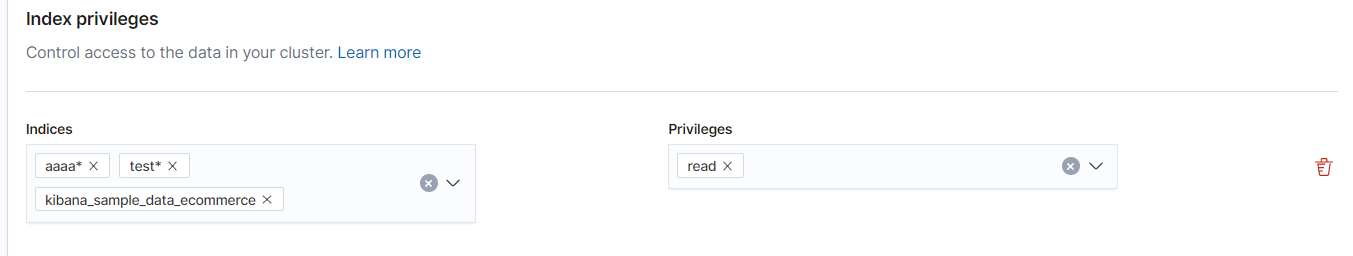 Index privileges
Control access to the data in your cluster. Learn more
Indices
Privileges
aaaa* test*
kibana_sample_data_ecommerce
read